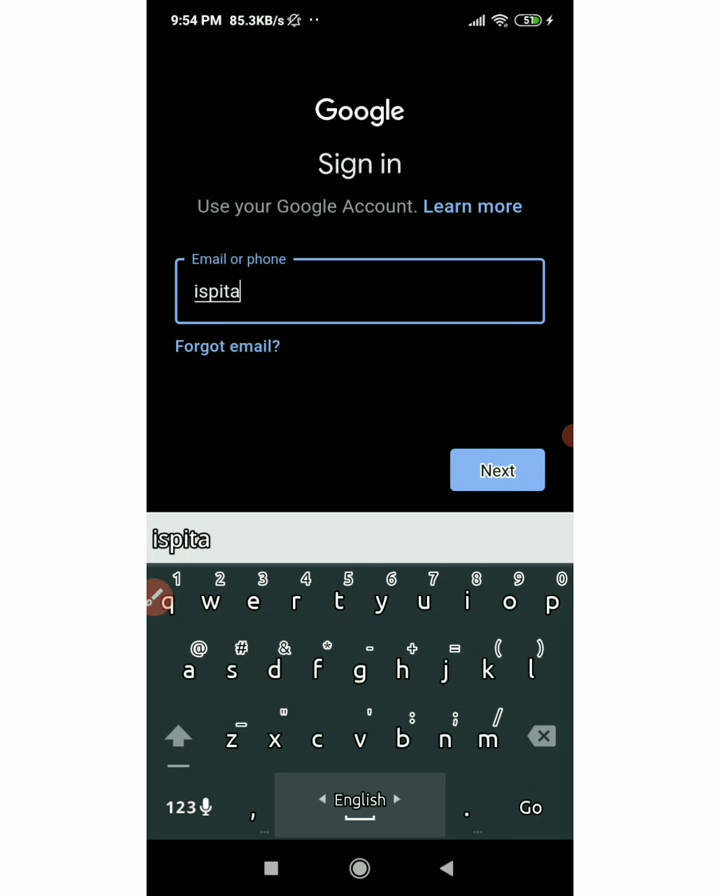 9:54 PM 85.3KB/s 51
Google
Sign in
Use your Google Account. Learn more
Email or phone
ispita
Forgot email?
Next
ispita
1 2 3 4 5 6 7 8 9 0
q w e r t y u i o p
@ # & * - + = ( )
a s d f g h j k l
_ " ' : ; /
z x c v b n m
123 , English . Go